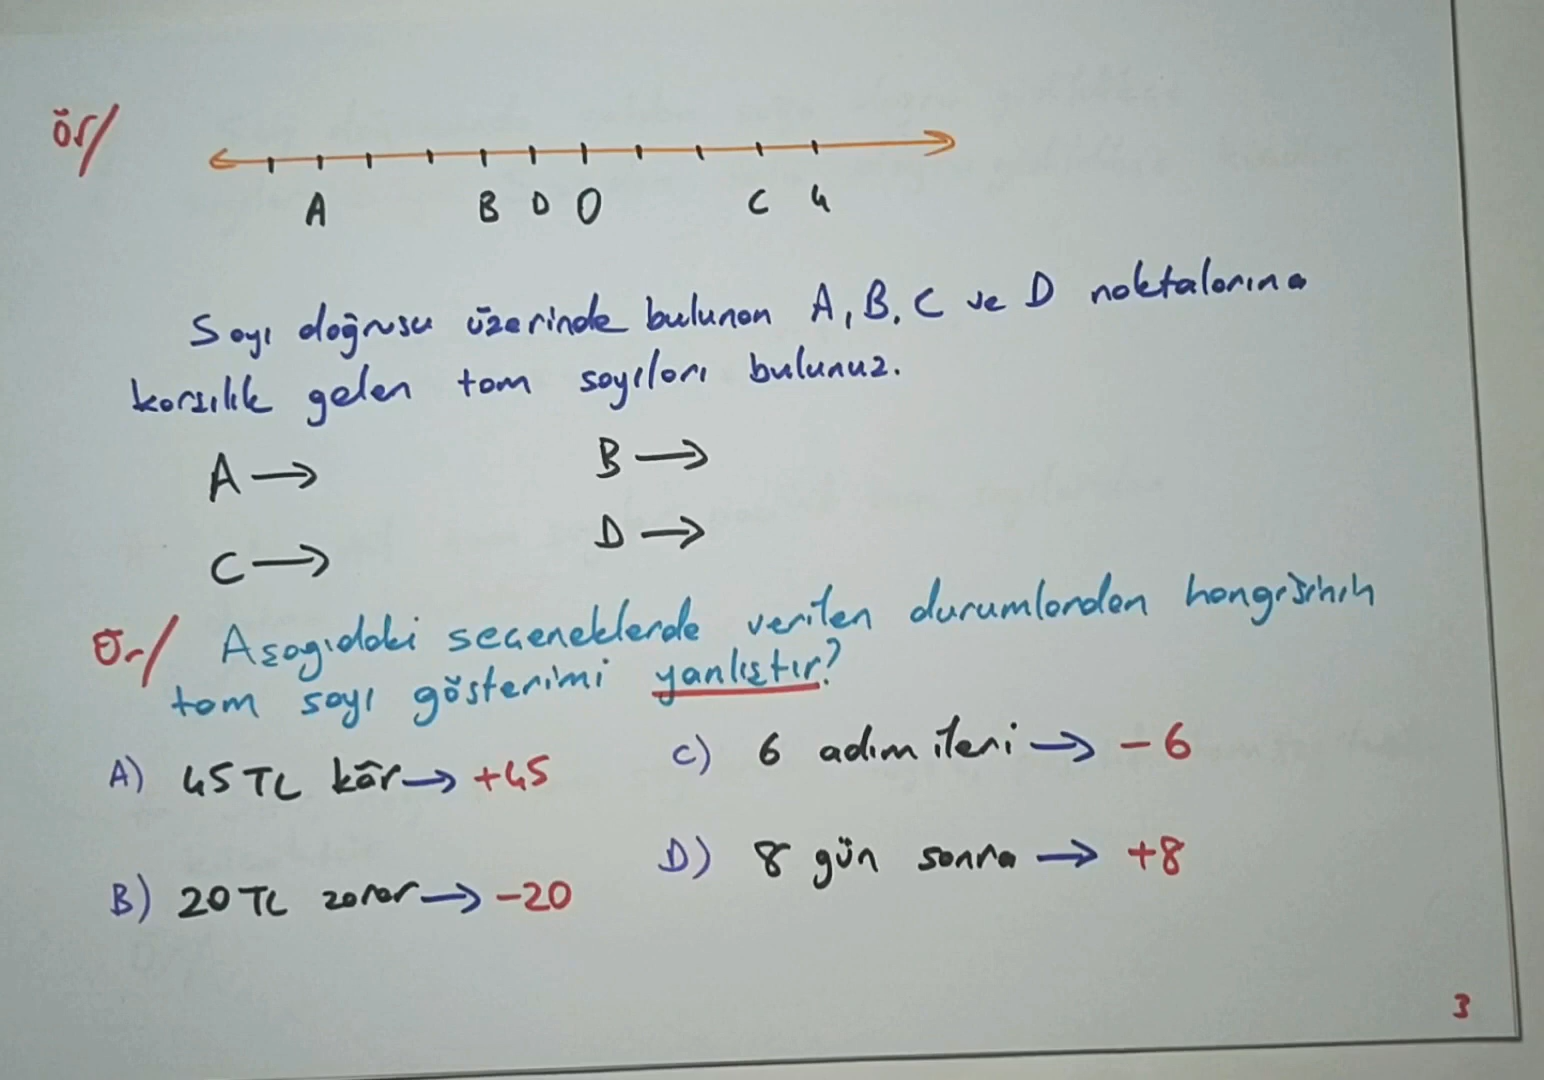 ör/
A B D 0 C 4
Sayı doğrusu üzerinde bulunan A, B, C ve D noktalarına
karşılık gelen tam sayıları bulunuz.
A → B →
C → D →
Ör/ Aşağıdaki seçeneklerde verilen durumlardan hangisinin
tam sayı gösterimi yanlıştır?
A) 45 TL kâr → +45 C) 6 adım ileri → -6
B) 20 TL zarar → -20 D) 8 gün sonra → +8
3